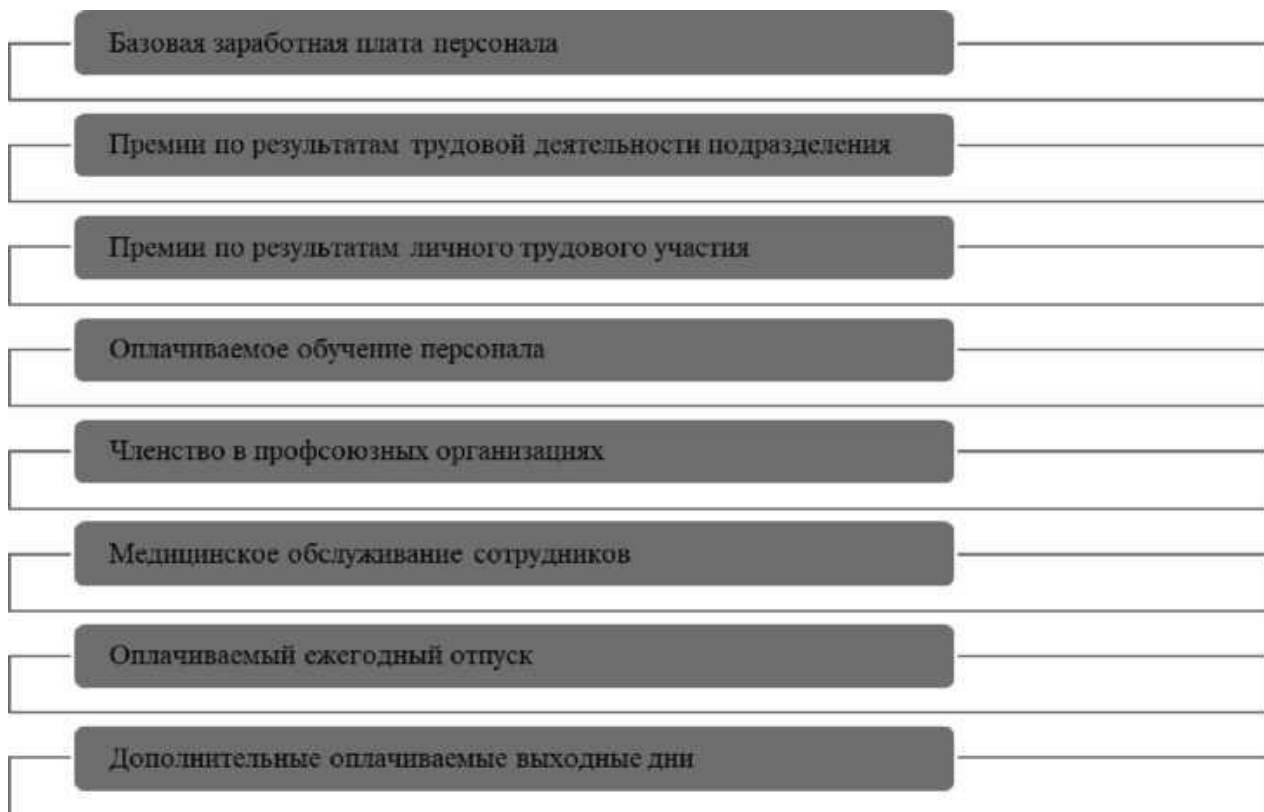 Базовая заработная плата персонала
Премии по результатам трудовой деятельности подразделения
Премии по результатам личного трудового участия
Оплачиваемое обучение персонала
Членство в профсоюзных организациях
Медицинское обслуживание сотрудников
Оплачиваемый ежегодный отпуск
Дополнительные оплачиваемые выходные дни